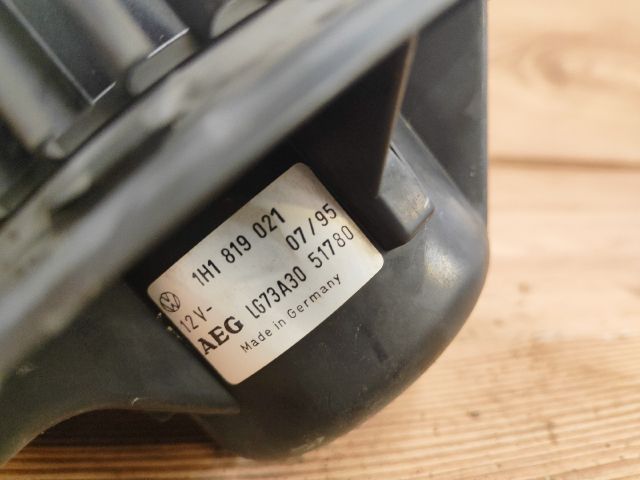 1H1 819 021
12V- 07/95
AEG LG73A30 51780
Made in Germany